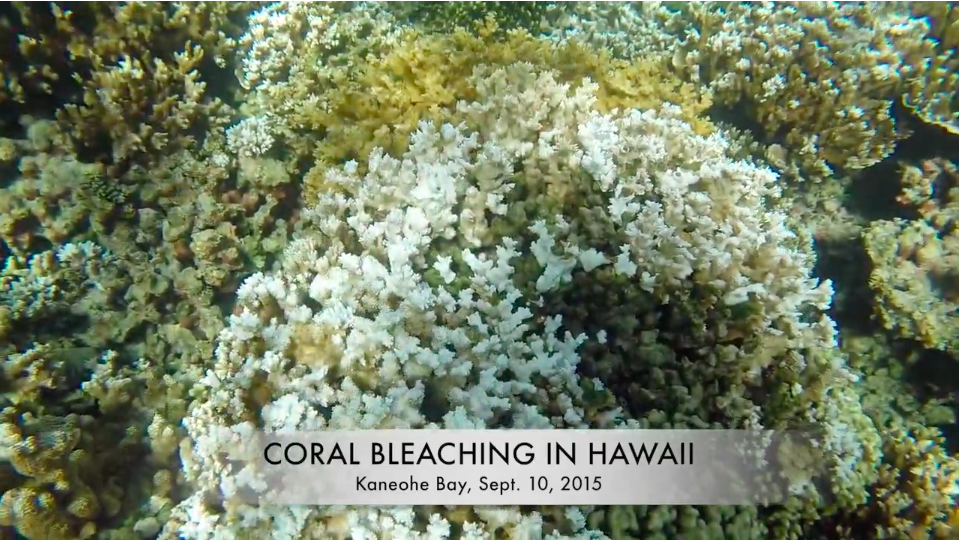 CORAL BLEACHING IN HAWAII
Kaneohe Bay, Sept. 10, 2015